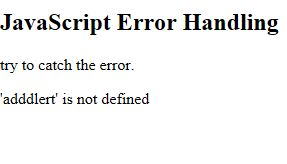 JavaScript Error Handling
try to catch the error.
'adddlert' is not defined